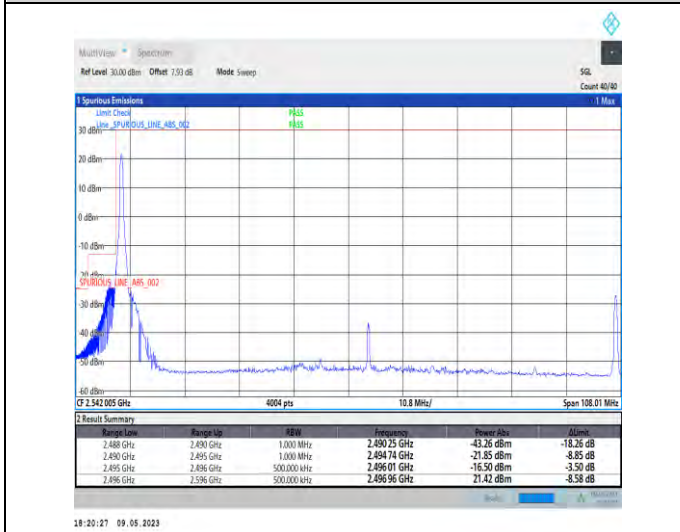 MultiView Spectrum
Ref Level 30.00 dBm Offset 7.93 dB Mode Sweep SGL
Count 40/40
1 Spurious Emissions 1 Max
Limit Check PASS
Line _SPURIOUS_LINE_ABS_002 PASS
30 dBm
20 dBm
10 dBm
0 dBm
-10 dBm
-20 dBm
SPURIOUS_LINE_ABS_002
-30 dBm
-40 dBm
-50 dBm
-60 dBm
CF 2.542 005 GHz 4004 pts 10.8 MHz/ Span 108.01 MHz
2 Result Summary
Range Low Range Up RBW Frequency Power Abs ΔLimit
2.488 GHz 2.490 GHz 1.000 MHz 2.490 25 GHz -43.26 dBm -18.26 dB
2.490 GHz 2.495 GHz 1.000 MHz 2.494 74 GHz -21.85 dBm -8.85 dB
2.495 GHz 2.496 GHz 500.000 kHz 2.496 01 GHz -16.50 dBm -3.50 dB
2.496 GHz 2.596 GHz 500.000 kHz 2.496 96 GHz 21.42 dBm -8.58 dB
18:20:27 09.05.2023